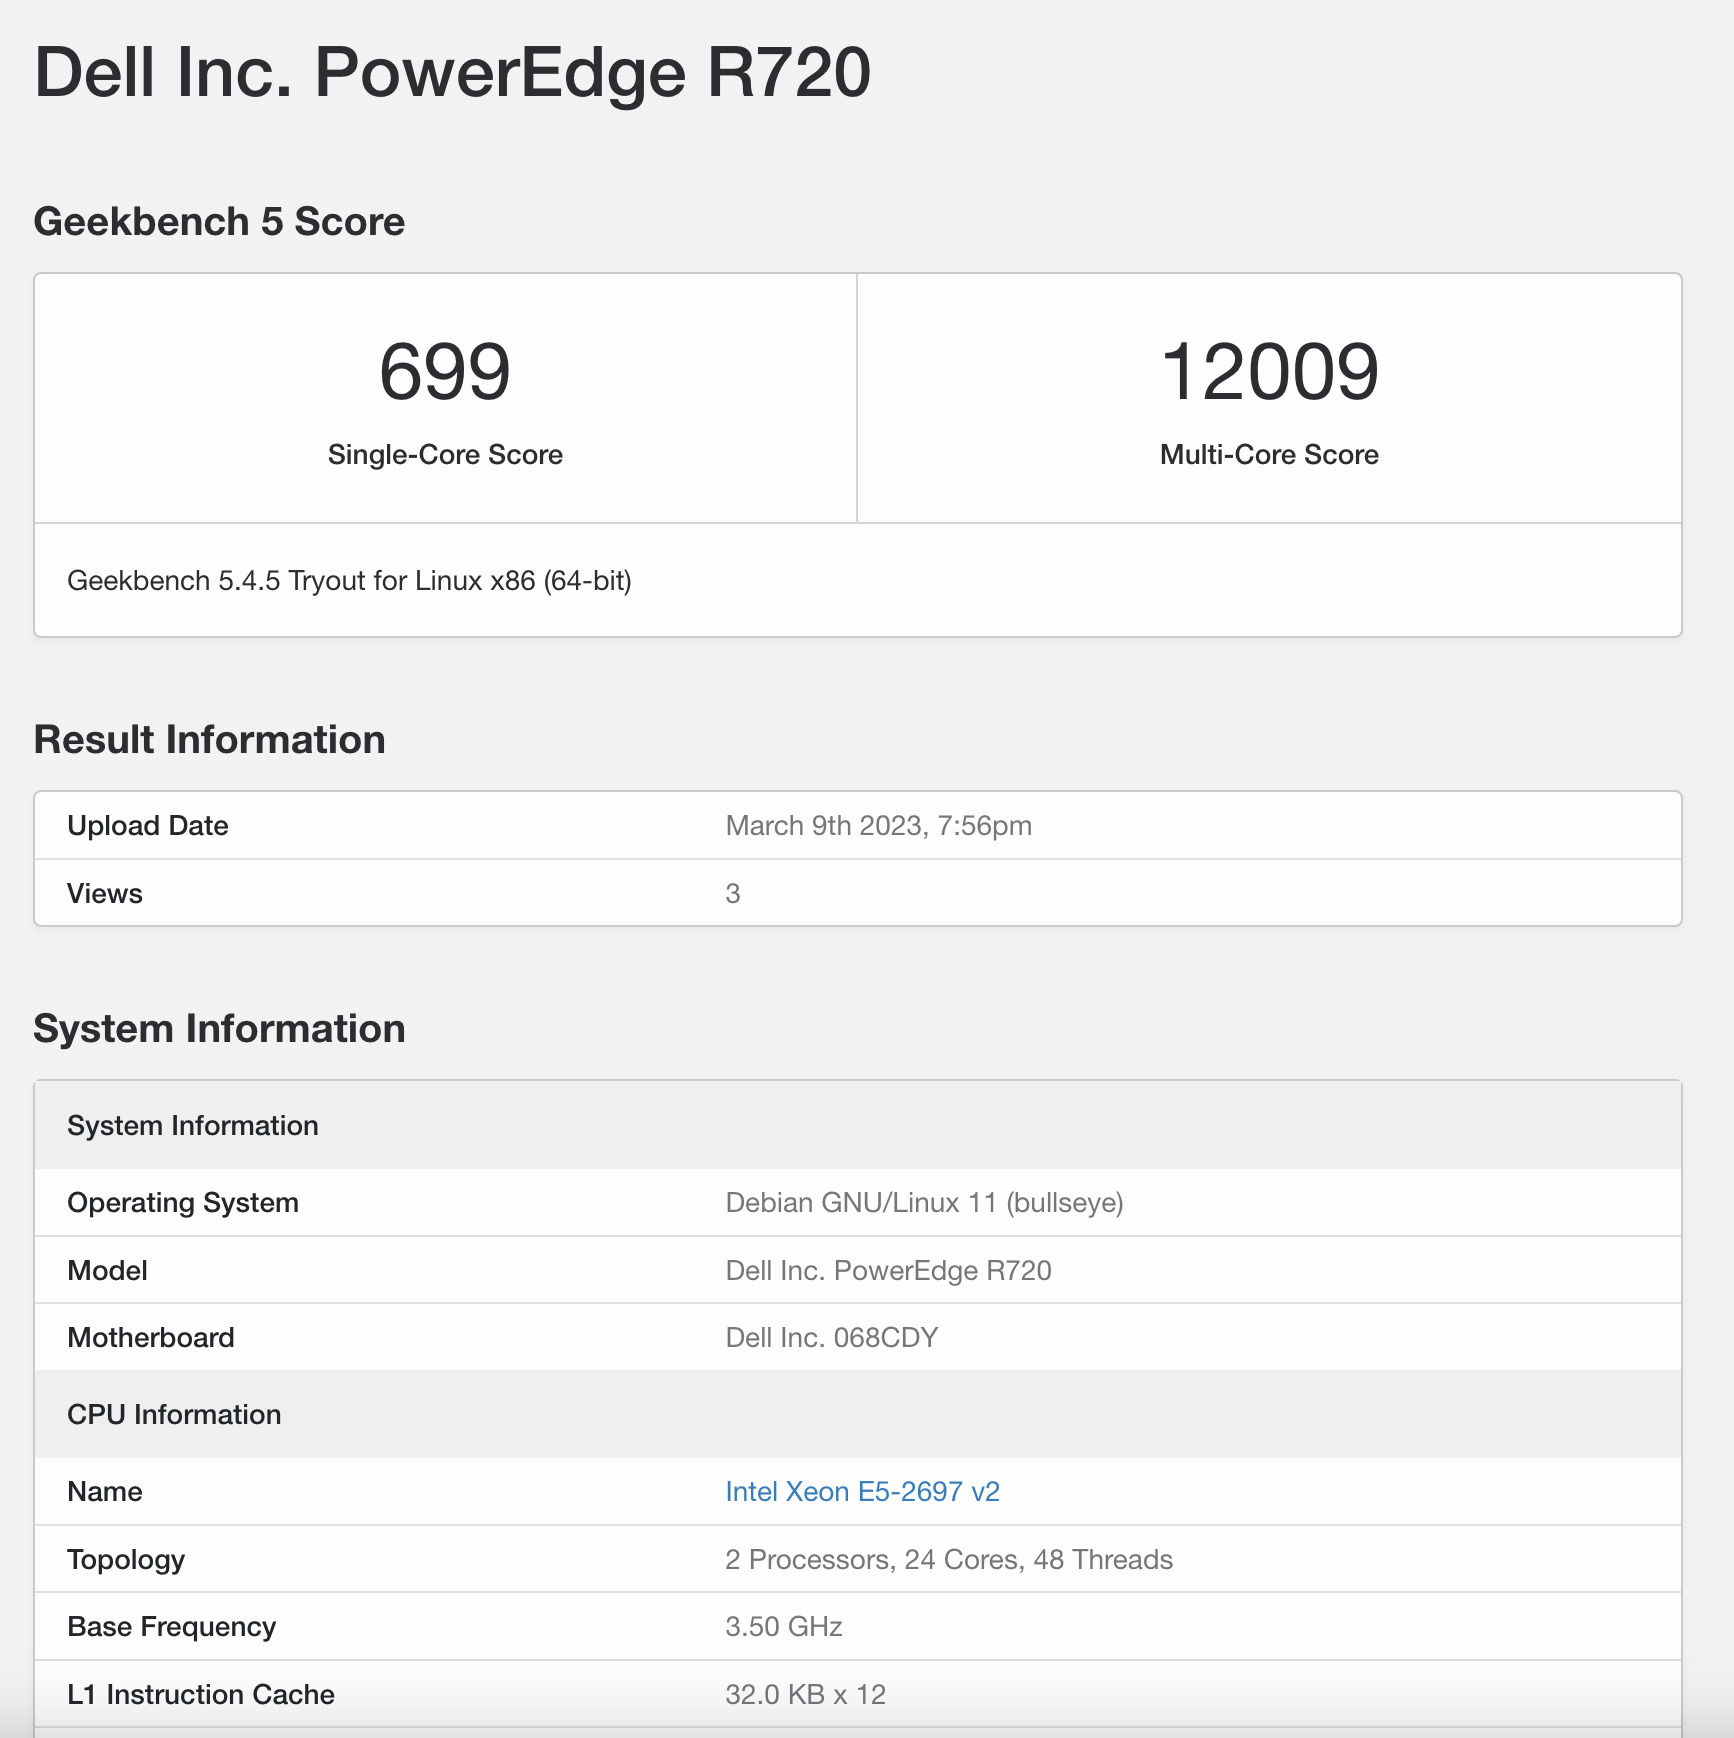 Dell Inc. PowerEdge R720
Geekbench 5 Score
699
Single-Core Score
12009
Multi-Core Score
Geekbench 5.4.5 Tryout for Linux x86 (64-bit)
Result Information
Upload Date March 9th 2023, 7:56pm
Views 3
System Information
System Information
Operating System Debian GNU/Linux 11 (bullseye)
Model Dell Inc. PowerEdge R720
Motherboard Dell Inc. 068CDY
CPU Information
Name Intel Xeon E5-2697 v2
Topology 2 Processors, 24 Cores, 48 Threads
Base Frequency 3.50 GHz
L1 Instruction Cache 32.0 KB x 12